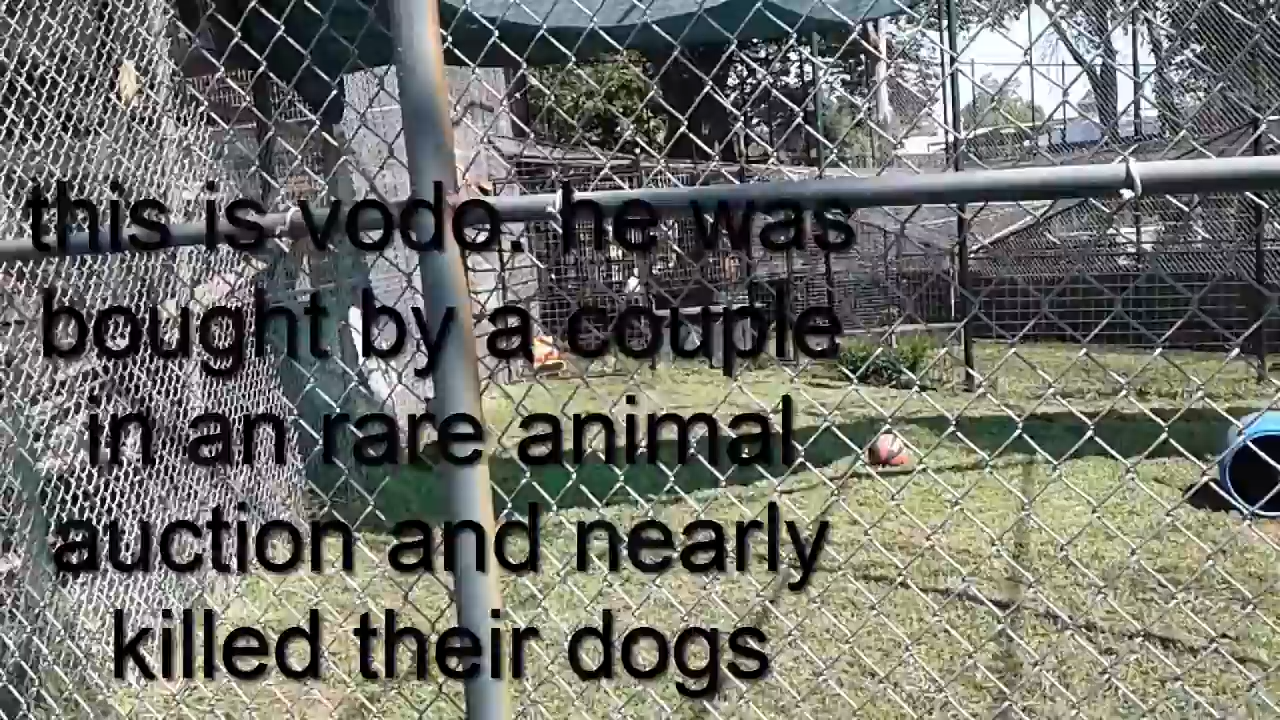 this is vodo. he was
bought by a couple
in an rare animal
auction and nearly
killed their dogs